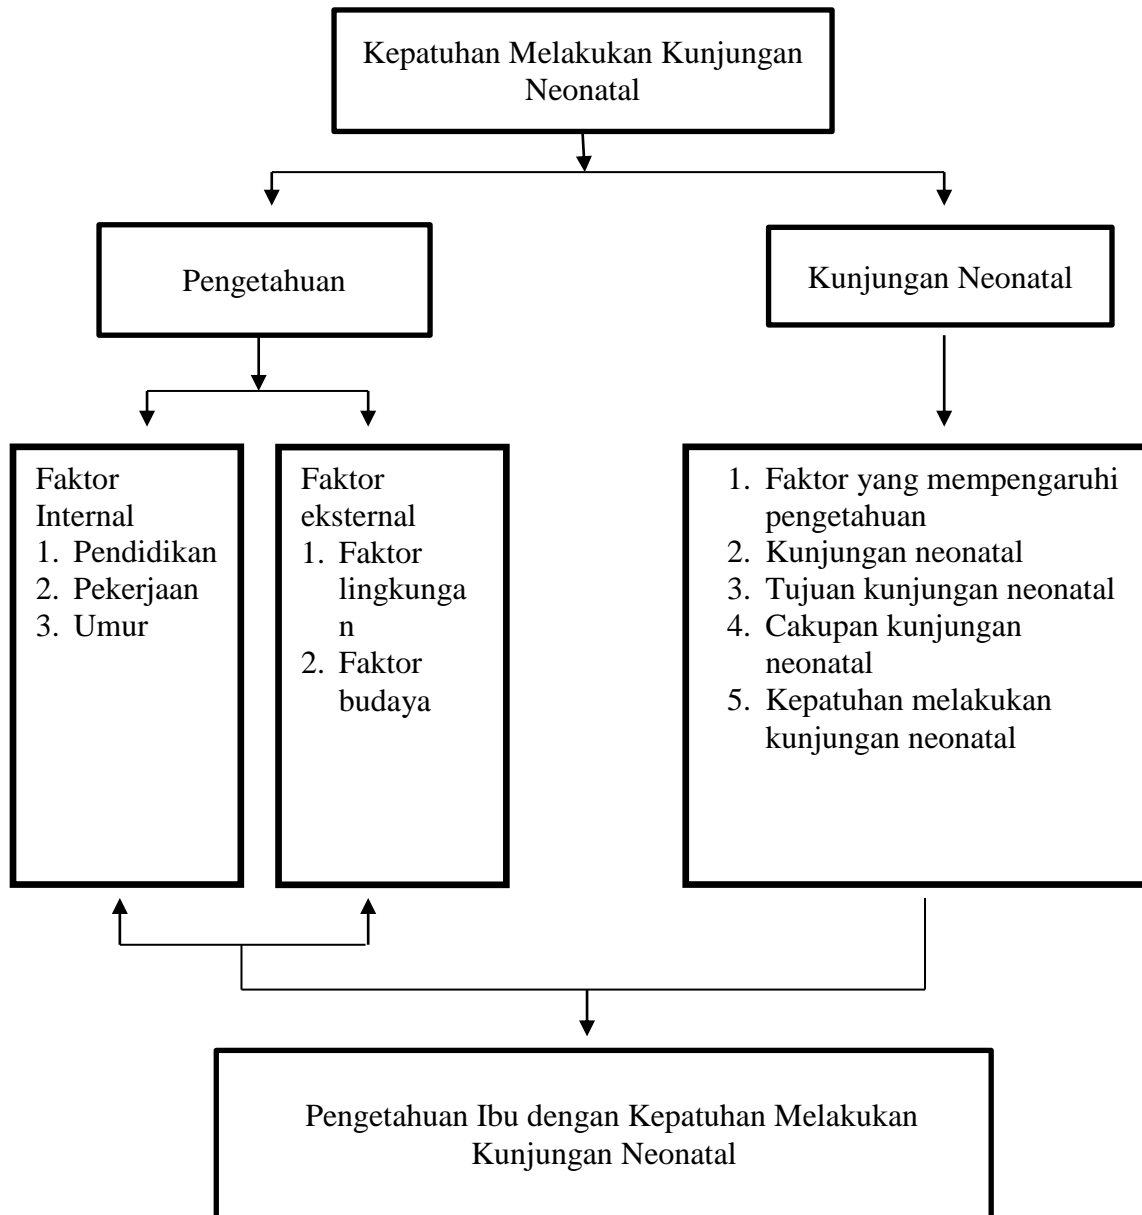 Kepatuhan Melakukan Kunjungan
Neonatal
Pengetahuan
Kunjungan Neonatal
Faktor
Internal
1. Pendidikan
2. Pekerjaan
3. Umur
Faktor
eksternal
1. Faktor
lingkunga
n
2. Faktor
budaya
1. Faktor yang mempengaruhi
pengetahuan
2. Kunjungan neonatal
3. Tujuan kunjungan neonatal
4. Cakupan kunjungan
neonatal
5. Kepatuhan melakukan
kunjungan neonatal
Pengetahuan Ibu dengan Kepatuhan Melakukan
Kunjungan Neonatal